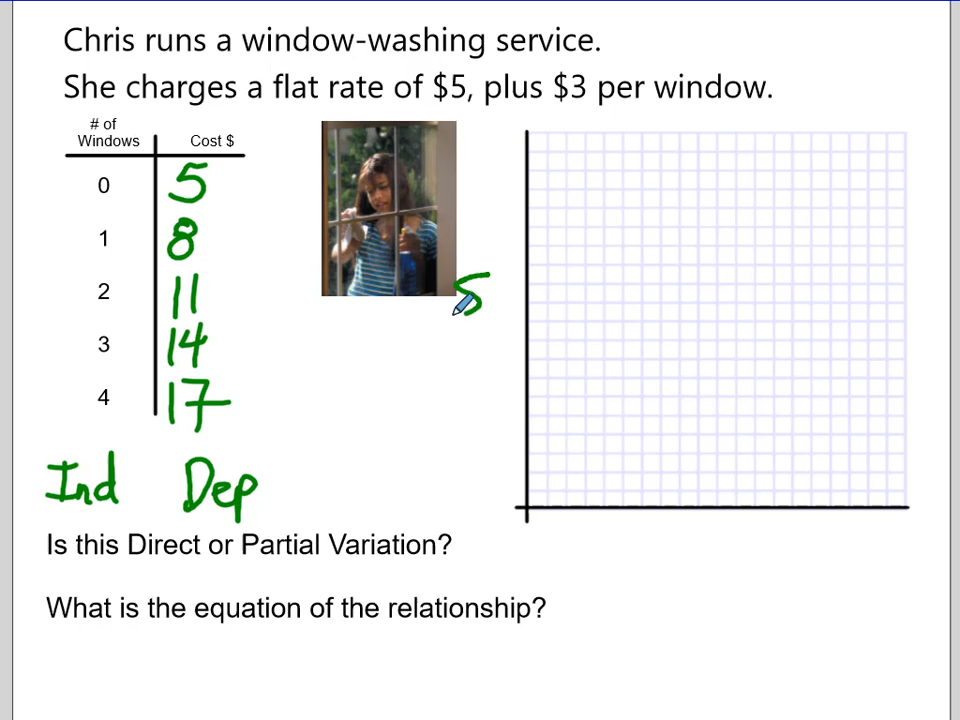 Chris runs a window-washing service.
She charges a flat rate of $5, plus $3 per window.
# of
Windows Cost $
0 5
1 8
2 11
3 14
4 17
5
Ind Dep
Is this Direct or Partial Variation?
What is the equation of the relationship?